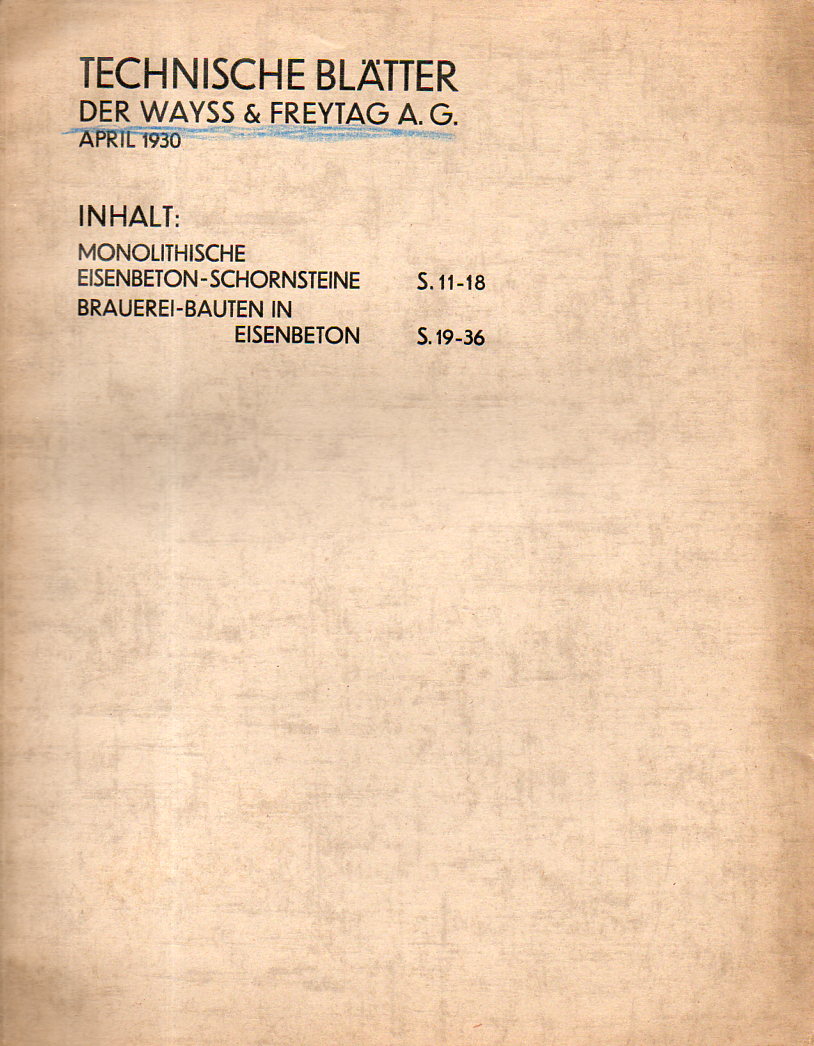 TECHNISCHE BLÄTTER
DER WAYSS & FREYTAG A. G.
APRIL 1930
INHALT:
MONOLITHISCHE
EISENBETON-SCHORNSTEINE S. 11-18
BRAUEREI-BAUTEN IN
EISENBETON S. 19-36